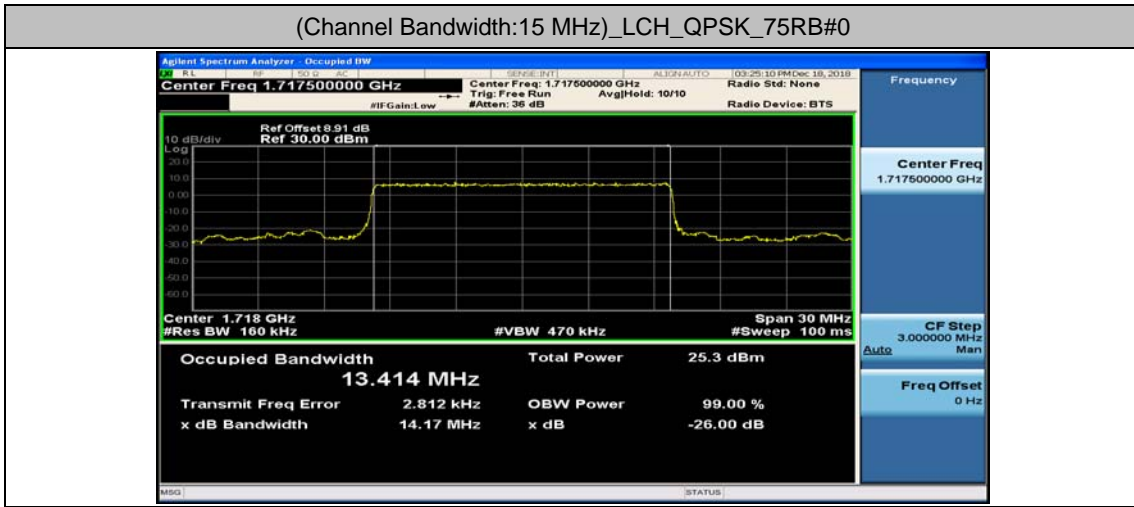 (Channel Bandwidth:15 MHz)_LCH_QPSK_75RB#0
Agilent Spectrum Analyzer - Occupied BW
LXI RL RF 50 Ω AC SENSE:INT ALIGN AUTO 03:25:10 PM Dec 18, 2018
Center Freq 1.717500000 GHz
Center Freq: 1.717500000 GHz
Radio Std: None
Trig: Free Run Avg|Hold: 10/10
#IFGain:Low #Atten: 36 dB Radio Device: BTS
Ref Offset 8.91 dB
10 dB/div Ref 30.00 dBm
Log
20.0
10.0
0.00
-10.0
-20.0
-30.0
-40.0
-50.0
-60.0
Center 1.718 GHz Span 30 MHz
#Res BW 160 kHz #VBW 470 kHz #Sweep 100 ms
Occupied Bandwidth Total Power 25.3 dBm
13.414 MHz
Transmit Freq Error 2.812 kHz OBW Power 99.00 %
x dB Bandwidth 14.17 MHz x dB -26.00 dB
MSG STATUS
Frequency
Center Freq
1.717500000 GHz
CF Step
3.000000 MHz
Auto Man
Freq Offset
0 Hz